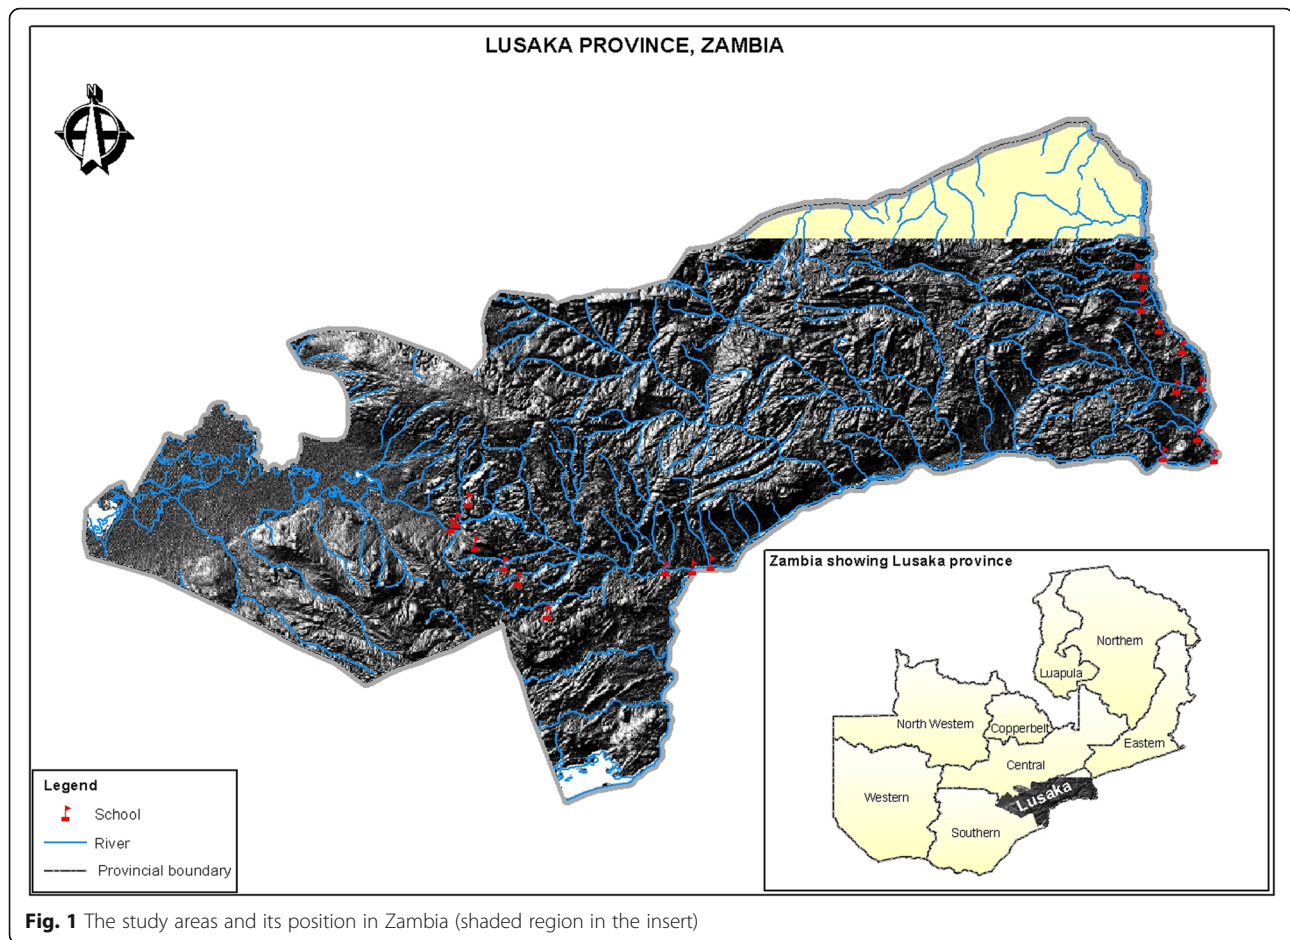 LUSAKA PROVINCE, ZAMBIA
N
Zambia showing Lusaka province
Northern
Luapula
North Western
Copperbelt
Eastern
Central
Western
Lusaka
Southern
Legend
School
River
Provincial boundary
Fig. 1 The study areas and its position in Zambia (shaded region in the insert)